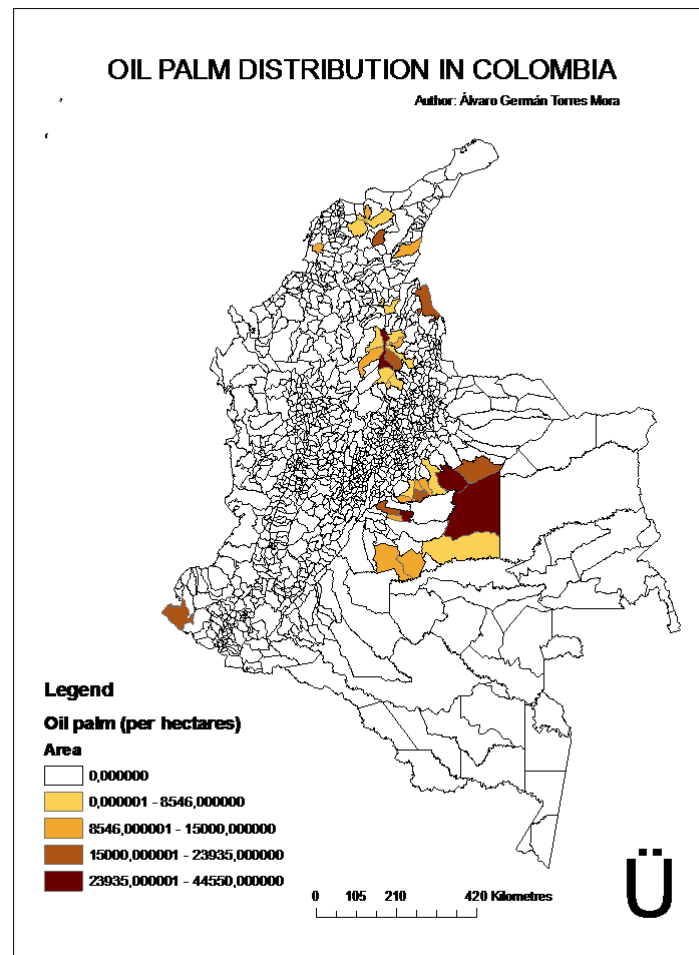 OIL PALM DISTRIBUTION IN COLOMBIA
Author: Álvaro Germán Torres Mora
Legend
Oil palm (per hectares)
Area
0,000000
0,000001 - 8546,000000
8546,000001 - 15000,000000
15000,000001 - 23935,000000
23935,000001 - 44550,000000
0 105 210 420 Kilometres
Ü